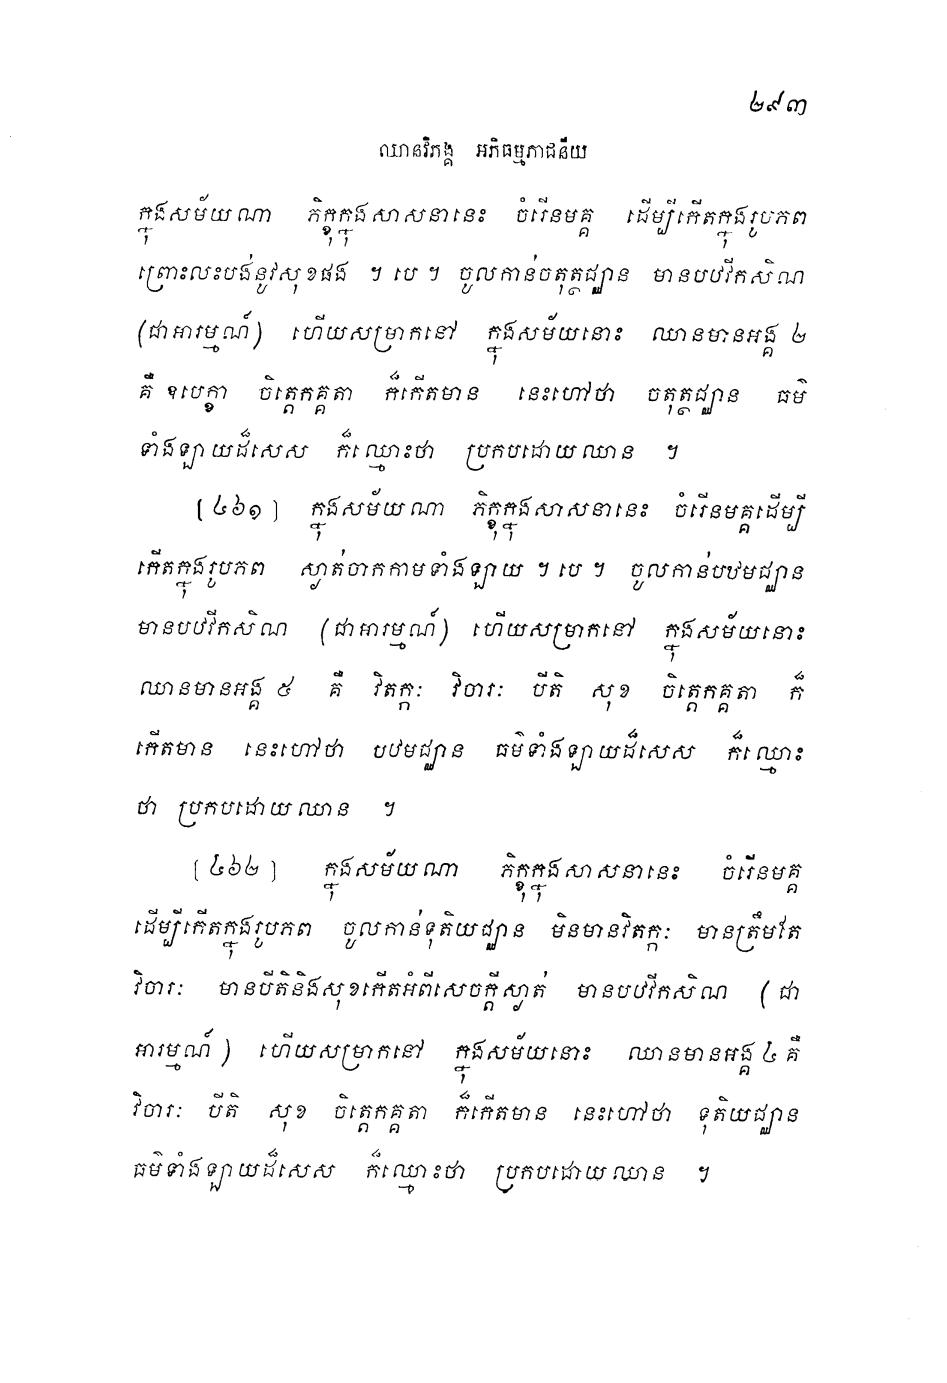 ២៩៣
ឈានវិភង្គ អភិធម្មភាជនីយ
ក្នុងសម័យណា ភិក្ខុក្នុងសាសនានេះ ចំរើនមគ្គ ដើម្បីកើតក្នុងរូបភព
ព្រោះលះបង់នូវសុខផង ។ បេ ។ ចូលកាន់ចតុត្ថជ្ឈាន មានបឋវីកសិណ
(ជាអារម្មណ៍) ហើយសម្រាកនៅ ក្នុងសម័យនោះ ឈានមានអង្គ ២
គឺ ឧបេក្ខា ចិត្តេកគ្គតា ក៏កើតមាន នេះហៅថា ចតុត្ថជ្ឈាន ធម៌
ទាំងឡាយដ៏សេស ក៏ឈ្មោះថា ប្រកបដោយឈាន ។
[៤៦១] ក្នុងសម័យណា ភិក្ខុក្នុងសាសនានេះ ចំរើនមគ្គដើម្បី
កើតក្នុងរូបភព ស្ងាត់ចាកកាមទាំងឡាយ ។ បេ ។ ចូលកាន់បឋមជ្ឈាន
មានបឋវីកសិណ (ជាអារម្មណ៍) ហើយសម្រាកនៅ ក្នុងសម័យនោះ
ឈានមានអង្គ ៥ គឺ វិតក្កៈ វិចារៈ បីតិ សុខ ចិត្តេកគ្គតា ក៏
កើតមាន នេះហៅថា បឋមជ្ឈាន ធម៌ទាំងឡាយដ៏សេស ក៏ឈ្មោះ
ថា ប្រកបដោយឈាន ។
[៤៦២] ក្នុងសម័យណា ភិក្ខុក្នុងសាសនានេះ ចំរើនមគ្គ
ដើម្បីកើតក្នុងរូបភព ចូលកាន់ទុតិយជ្ឈាន មិនមានវិតក្កៈ មានត្រឹមតែ
វិចារៈ មានបីតិនិងសុខកើតអំពីសេចក្តីស្ងាត់ មានបឋវីកសិណ (ជា
អារម្មណ៍) ហើយសម្រាកនៅ ក្នុងសម័យនោះ ឈានមានអង្គ ៤ គឺ
វិចារៈ បីតិ សុខ ចិត្តេកគ្គតា ក៏កើតមាន នេះហៅថា ទុតិយជ្ឈាន
ធម៌ទាំងឡាយដ៏សេស ក៏ឈ្មោះថា ប្រកបដោយឈាន ។